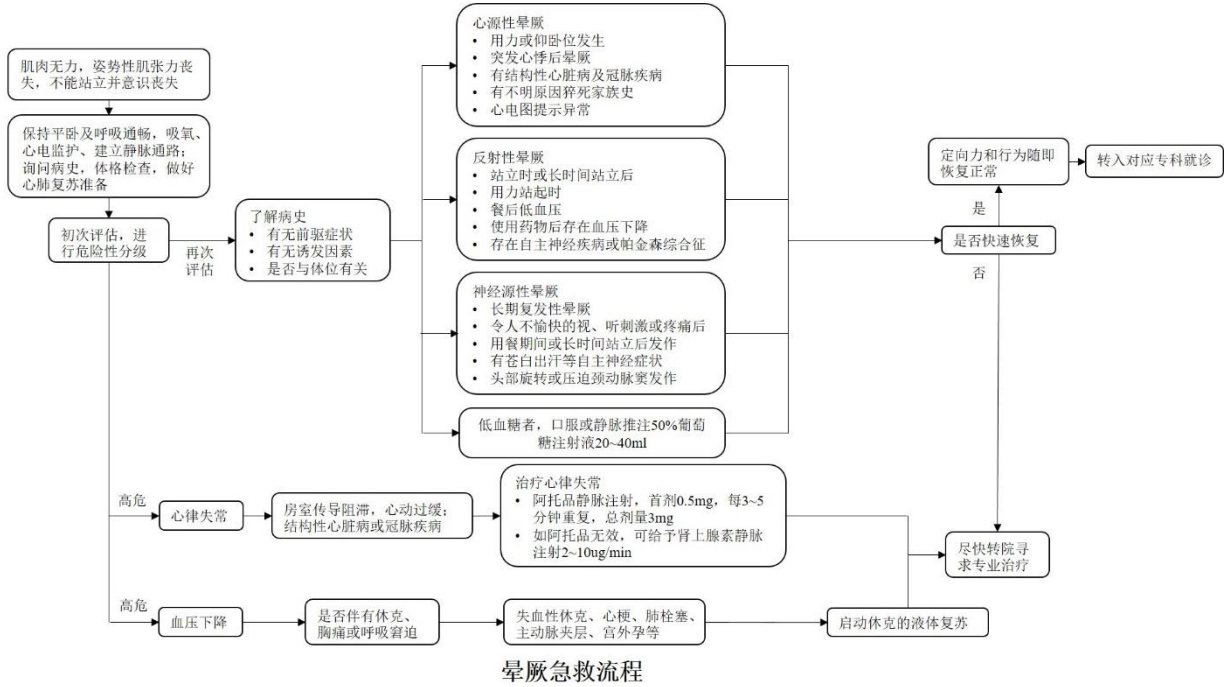 肌肉无力，姿势性肌张力丧
失，不能站立并意识丧失
保持平卧及呼吸通畅，吸氧、
心电监护、建立静脉通路；
询问病史，体格检查，做好
心肺复苏准备
初次评估，进
行危险性分级
再次
评估
了解病史
• 有无前驱症状
• 有无诱发因素
• 是否与体位有关
心源性晕厥
• 用力或仰卧位发生
• 突发心悸后晕厥
• 有结构性心脏病及冠脉疾病
• 有不明原因猝死家族史
• 心电图提示异常
反射性晕厥
• 站立时或长时间站立后
• 用力站起时
• 餐后低血压
• 使用药物后存在血压下降
• 存在自主神经疾病或帕金森综合征
神经源性晕厥
• 长期复发性晕厥
• 令人不愉快的视、听刺激或疼痛后
• 用餐期间或长时间站立后发作
• 有苍白出汗等自主神经症状
• 头部旋转或压迫颈动脉窦发作
低血糖者，口服或静脉推注50%葡萄
糖注射液20~40ml
定向力和行为随即
恢复正常
转入对应专科就诊
是
是否快速恢复
否
高危
心律失常
房室传导阻滞，心动过缓；
结构性心脏病或冠脉疾病
治疗心律失常
• 阿托品静脉注射，首剂0.5mg，每3~5
分钟重复，总剂量3mg
• 如阿托品无效，可给予肾上腺素静脉
注射2~10ug/min
尽快转院寻
求专业治疗
高危
血压下降
是否伴有休克、
胸痛或呼吸窘迫
失血性休克、心梗、肺栓塞、
主动脉夹层、宫外孕等
启动休克的液体复苏
晕厥急救流程